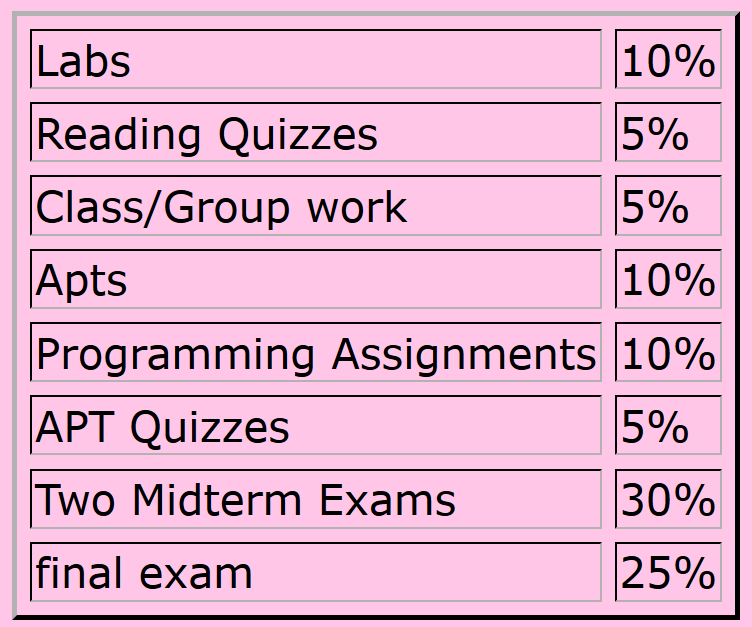 Labs 10%
Reading Quizzes 5%
Class/Group work 5%
Apts 10%
Programming Assignments 10%
APT Quizzes 5%
Two Midterm Exams 30%
final exam 25%